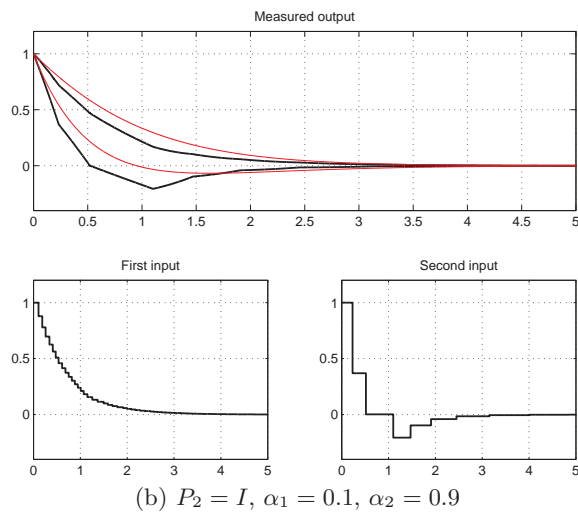 Measured output
1
0.5
0
0 0.5 1 1.5 2 2.5 3 3.5 4 4.5 5
First input
1
0.5
0
0 1 2 3 4 5
Second input
1
0.5
0
0 1 2 3 4 5
(b) P₂ = I, α₁ = 0.1, α₂ = 0.9